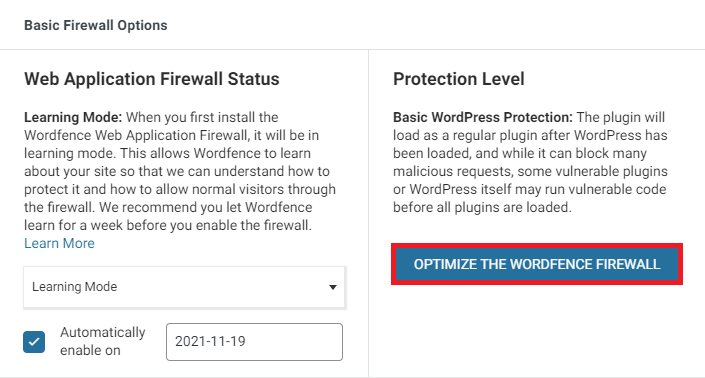 Basic Firewall Options
Web Application Firewall Status
Learning Mode: When you first install the
Wordfence Web Application Firewall, it will be in
learning mode. This allows Wordfence to learn
about your site so that we can understand how to
protect it and how to allow normal visitors through
the firewall. We recommend you let Wordfence
learn for a week before you enable the firewall.
Learn More
Learning Mode
Automatically
enable on
2021-11-19
Protection Level
Basic WordPress Protection: The plugin will
load as a regular plugin after WordPress has
been loaded, and while it can block many
malicious requests, some vulnerable plugins
or WordPress itself may run vulnerable code
before all plugins are loaded.
OPTIMIZE THE WORDFENCE FIREWALL